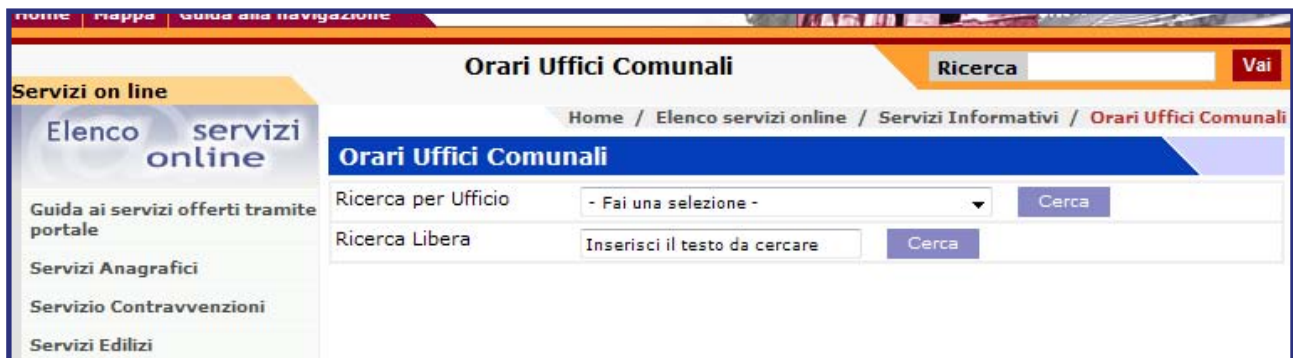 Home Mappa Guida alla navigazione
Orari Uffici Comunali
Ricerca Vai
Servizi on line
Home / Elenco servizi online / Servizi Informativi / Orari Uffici Comunali
Elenco servizi
online
Orari Uffici Comunali
Ricerca per Ufficio - Fai una selezione - Cerca
Ricerca Libera Inserisci il testo da cercare Cerca
Guida ai servizi offerti tramite
portale
Servizi Anagrafici
Servizio Contravvenzioni
Servizi Edilizi